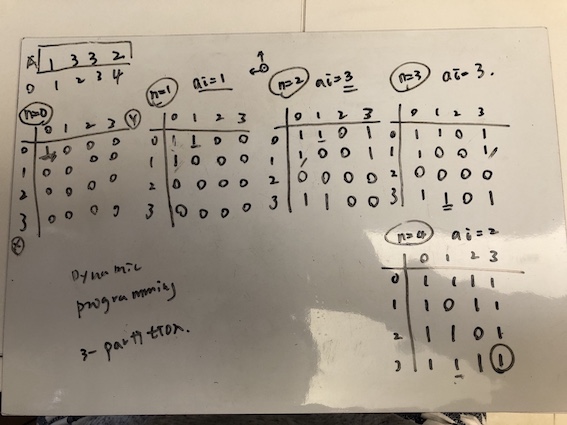 A 1 3 3 2
0 1 2 3 4
n=0
0 1 2 3 Y
0 1 0 0 0
1 0 0 0 0
2 0 0 0 0
3 0 0 0 0
X
n=1 ai=1
0 1 2 3
0 1 1 0 0
1 1 0 0 0
2 0 0 0 0
3 0 0 0 0
n=2 ai=3
0 1 2 3
0 1 1 0 1
1 1 0 0 1
2 0 0 0 0
3 1 1 0 0
n=3 ai=3.
0 1 2 3
0 1 1 0 1
1 1 0 0 1
2 0 0 0 0
3 1 1 0 1
n=4 ai=2
0 1 2 3
0 1 1 1 1
1 1 0 1 1
2 1 1 0 1
3 1 1 1 1
Dynamic
programming
3-partition.